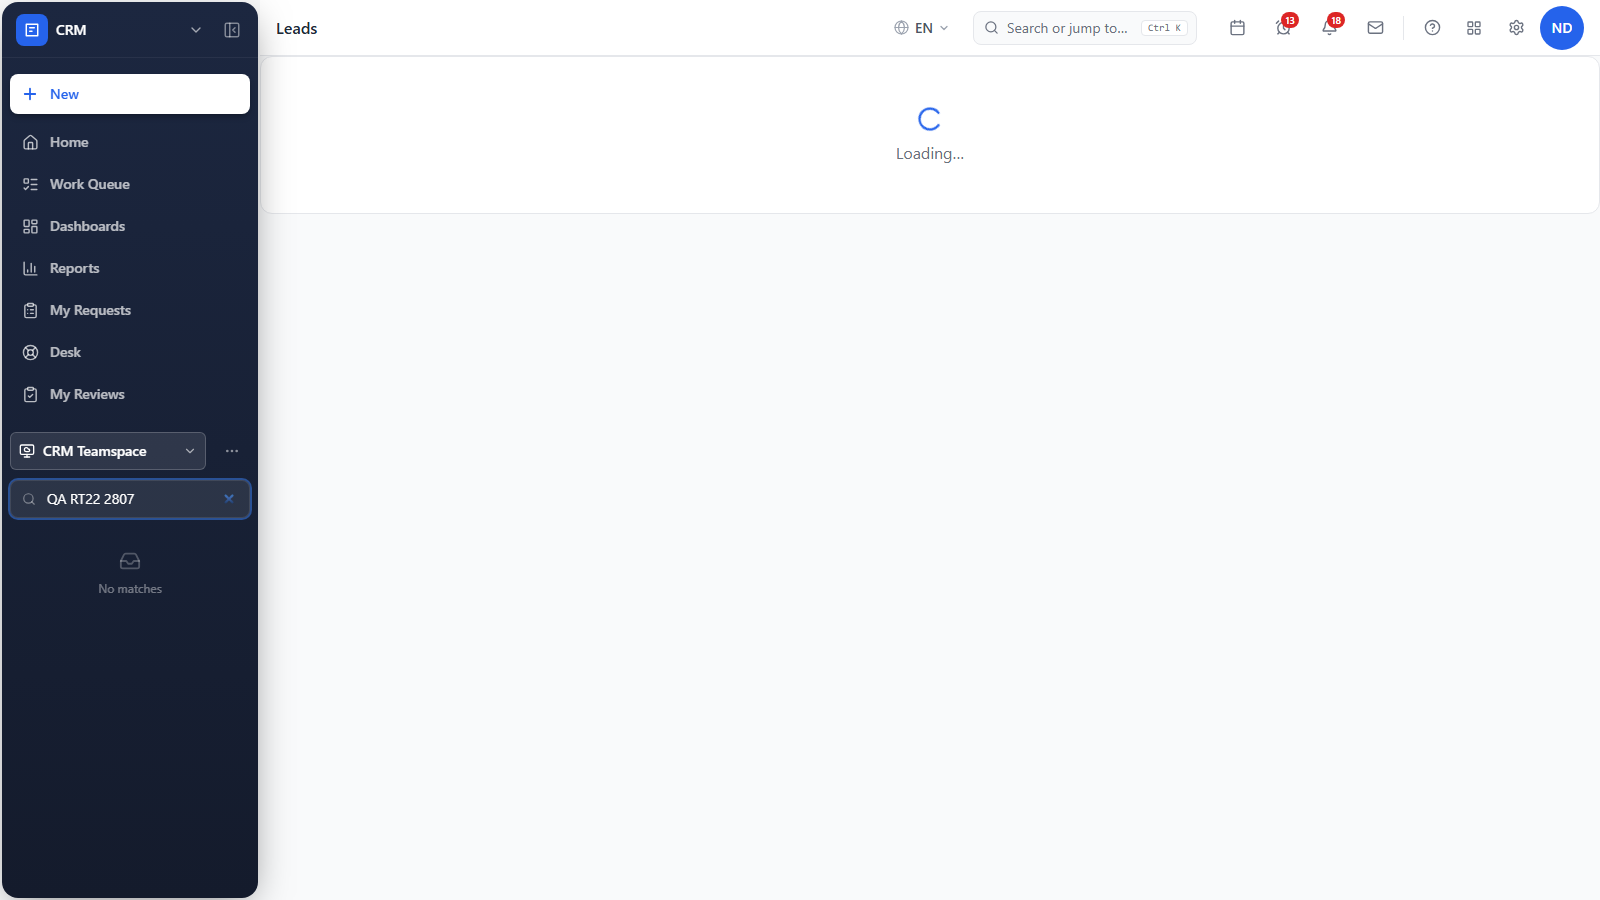 CRM
Leads
EN
Search or jump to...
Ctrl K
13
18
ND
New
Home
Work Queue
Dashboards
Reports
My Requests
Desk
My Reviews
CRM Teamspace
QA RT22 2807
No matches
Loading...